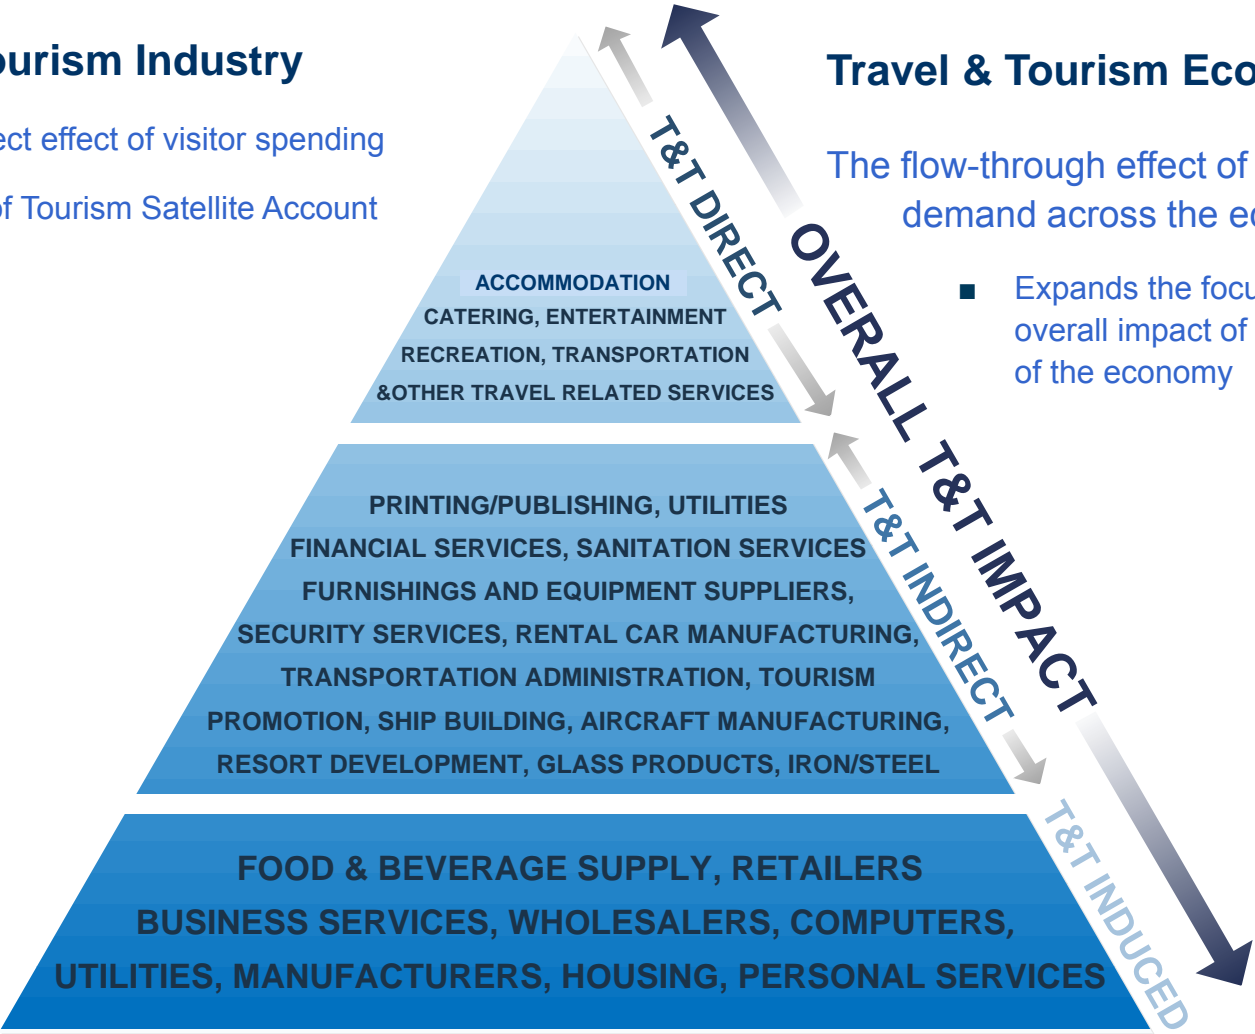 ourism Industry
ect effect of visitor spending
of Tourism Satellite Account
Travel & Tourism Eco
The flow-through effect of
demand across the ec
Expands the focu
overall impact of
of the economy
ACCOMMODATION
CATERING, ENTERTAINMENT
RECREATION, TRANSPORTATION
&OTHER TRAVEL RELATED SERVICES
T&T DIRECT
OVERALL T&T IMPACT
PRINTING/PUBLISHING, UTILITIES
FINANCIAL SERVICES, SANITATION SERVICES
FURNISHINGS AND EQUIPMENT SUPPLIERS,
SECURITY SERVICES, RENTAL CAR MANUFACTURING,
TRANSPORTATION ADMINISTRATION, TOURISM
PROMOTION, SHIP BUILDING, AIRCRAFT MANUFACTURING,
RESORT DEVELOPMENT, GLASS PRODUCTS, IRON/STEEL
T&T INDIRECT
FOOD & BEVERAGE SUPPLY, RETAILERS
BUSINESS SERVICES, WHOLESALERS, COMPUTERS,
UTILITIES, MANUFACTURERS, HOUSING, PERSONAL SERVICES
T&T INDUCED